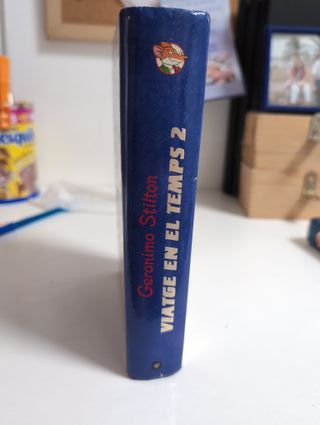 Geronimo Stilton
VIATGE EN EL TEMPS 2